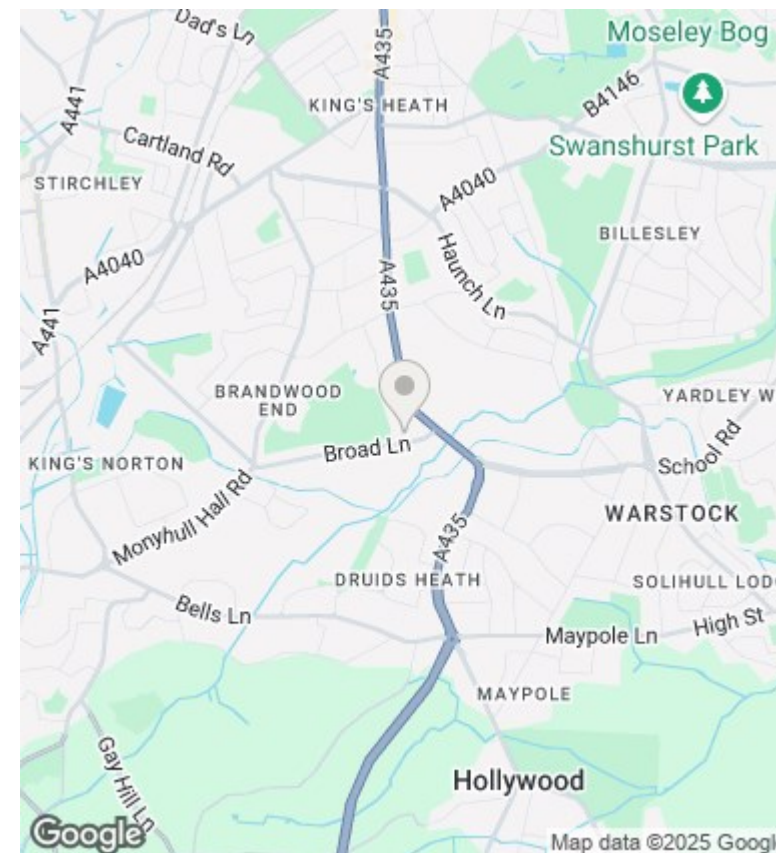 Dad's Ln
A435
Moseley Bog
A441
KING'S HEATH
B4146
Cartland Rd
Swanshurst Park
STIRCHLEY
A4040
BILLESLEY
A4040
Haunch Ln
A435
A441
BRANDWOOD
END
YARDLEY W
Broad Ln
School Rd
KING'S NORTON
Monyhull Hall Rd
WARSTOCK
A435
DRUIDS HEATH
SOLIHULL LODG
Bells Ln
High St
Maypole Ln
MAYPOLE
Gay Hill Ln
Hollywood
Google
Map data ©2025 Google